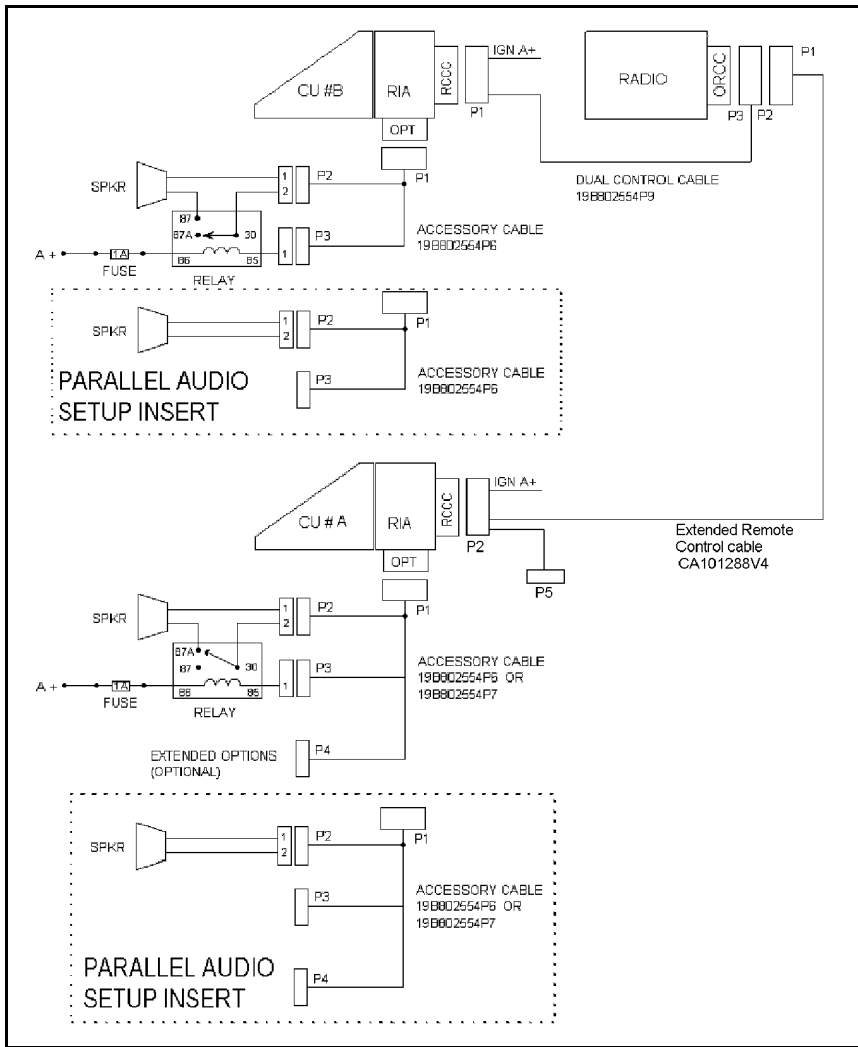 CU #B
RIA
RCCC
OPT
P1
IGN A+
RADIO
ORCC
P3
P2
P1
DUAL CONTROL CABLE
19B802554P9
SPKR
1
2
P2
P1
87
87A
30
86
85
A +
1A
FUSE
RELAY
1
P3
ACCESSORY CABLE
19B802554P6
SPKR
1
2
P2
P1
P3
ACCESSORY CABLE
19B802554P6
PARALLEL AUDIO
SETUP INSERT
CU # A
RIA
RCCC
OPT
P2
IGN A+
P5
Extended Remote
Control cable
CA101288V4
SPKR
1
2
P2
P1
87A
87
30
86
85
A +
1A
FUSE
RELAY
1
P3
ACCESSORY CABLE
19B802554P6 OR
19B802554P7
EXTENDED OPTIONS
(OPTIONAL)
P4
SPKR
1
2
P2
P1
P3
ACCESSORY CABLE
19B802554P6 OR
19B802554P7
P4
PARALLEL AUDIO
SETUP INSERT